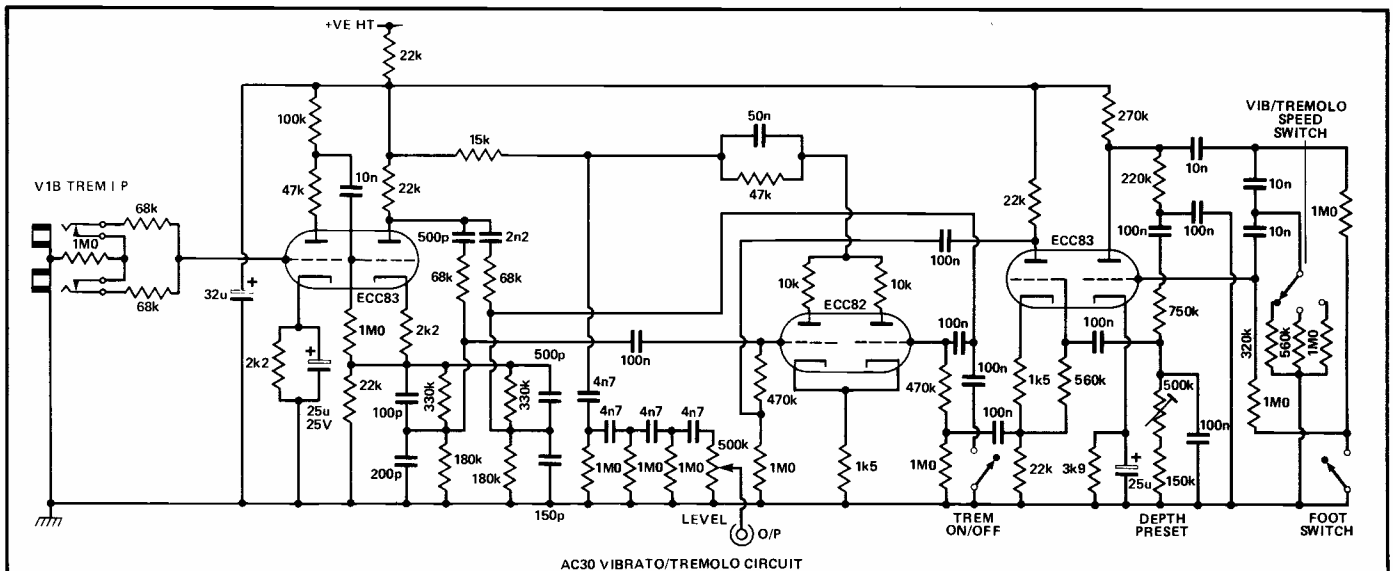 +VE HT
22k
100k
15k
50n
47k
270k
VIB/TREMOLO
SPEED
SWITCH
V1B TREM I P
68k
1M0
68k
47k
10n
22k
500p
2n2
68k
68k
22k
100n
ECC83
220k
10n
100n
100n
10n
10n
1M0
32u
ECC83
10k
10k
ECC82
100n
100n
100n
750k
320k
560k
1M0
2k2
25u
25V
1M0
2k2
22k
100p
330k
330k
500p
200p
180k
180k
150p
4n7
4n7
4n7
4n7
1M0
1M0
1M0
500k
470k
1M0
1k5
470k
1M0
100n
100n
1k5
560k
22k
3k9
25u
500k
100n
150k
1M0
LEVEL
O/P
TREM
ON/OFF
DEPTH
PRESET
FOOT
SWITCH
AC30 VIBRATO/TREMOLO CIRCUIT